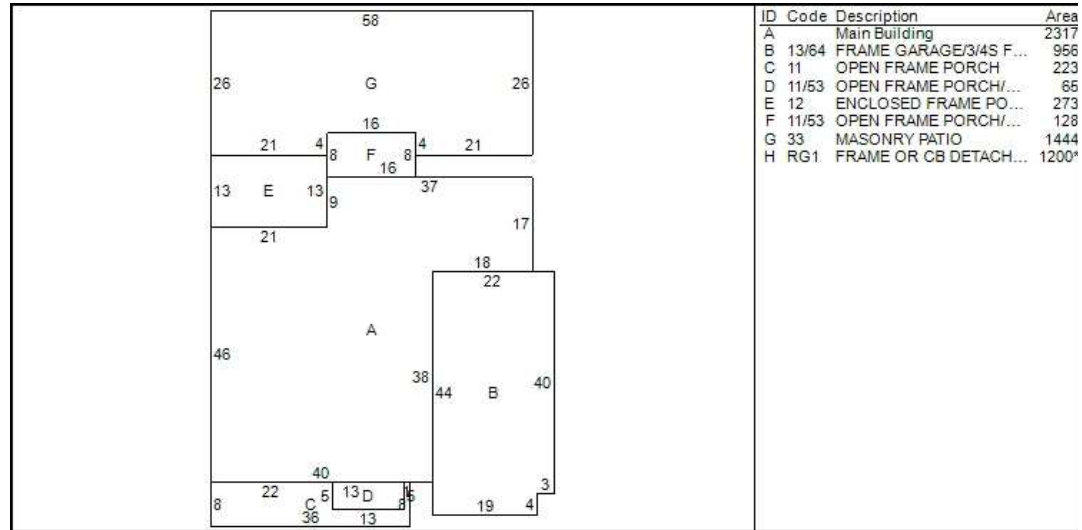 58
26 G 26
16
21 4 4 21
8 F 8
16
37
13 E 13
9
21
17
18
22
A
46
38
44 B 40
40
22 5 13 D 5
8 C 8
36 13
3
19 4
ID Code Description Area
A Main Building 2317
B 13/64 FRAME GARAGE/3/4S F... 956
C 11 OPEN FRAME PORCH 223
D 11/53 OPEN FRAME PORCH/... 65
E 12 ENCLOSED FRAME PO... 273
F 11/53 OPEN FRAME PORCH/... 128
G 33 MASONRY PATIO 1444
H RG1 FRAME OR CB DETACH... 1200*